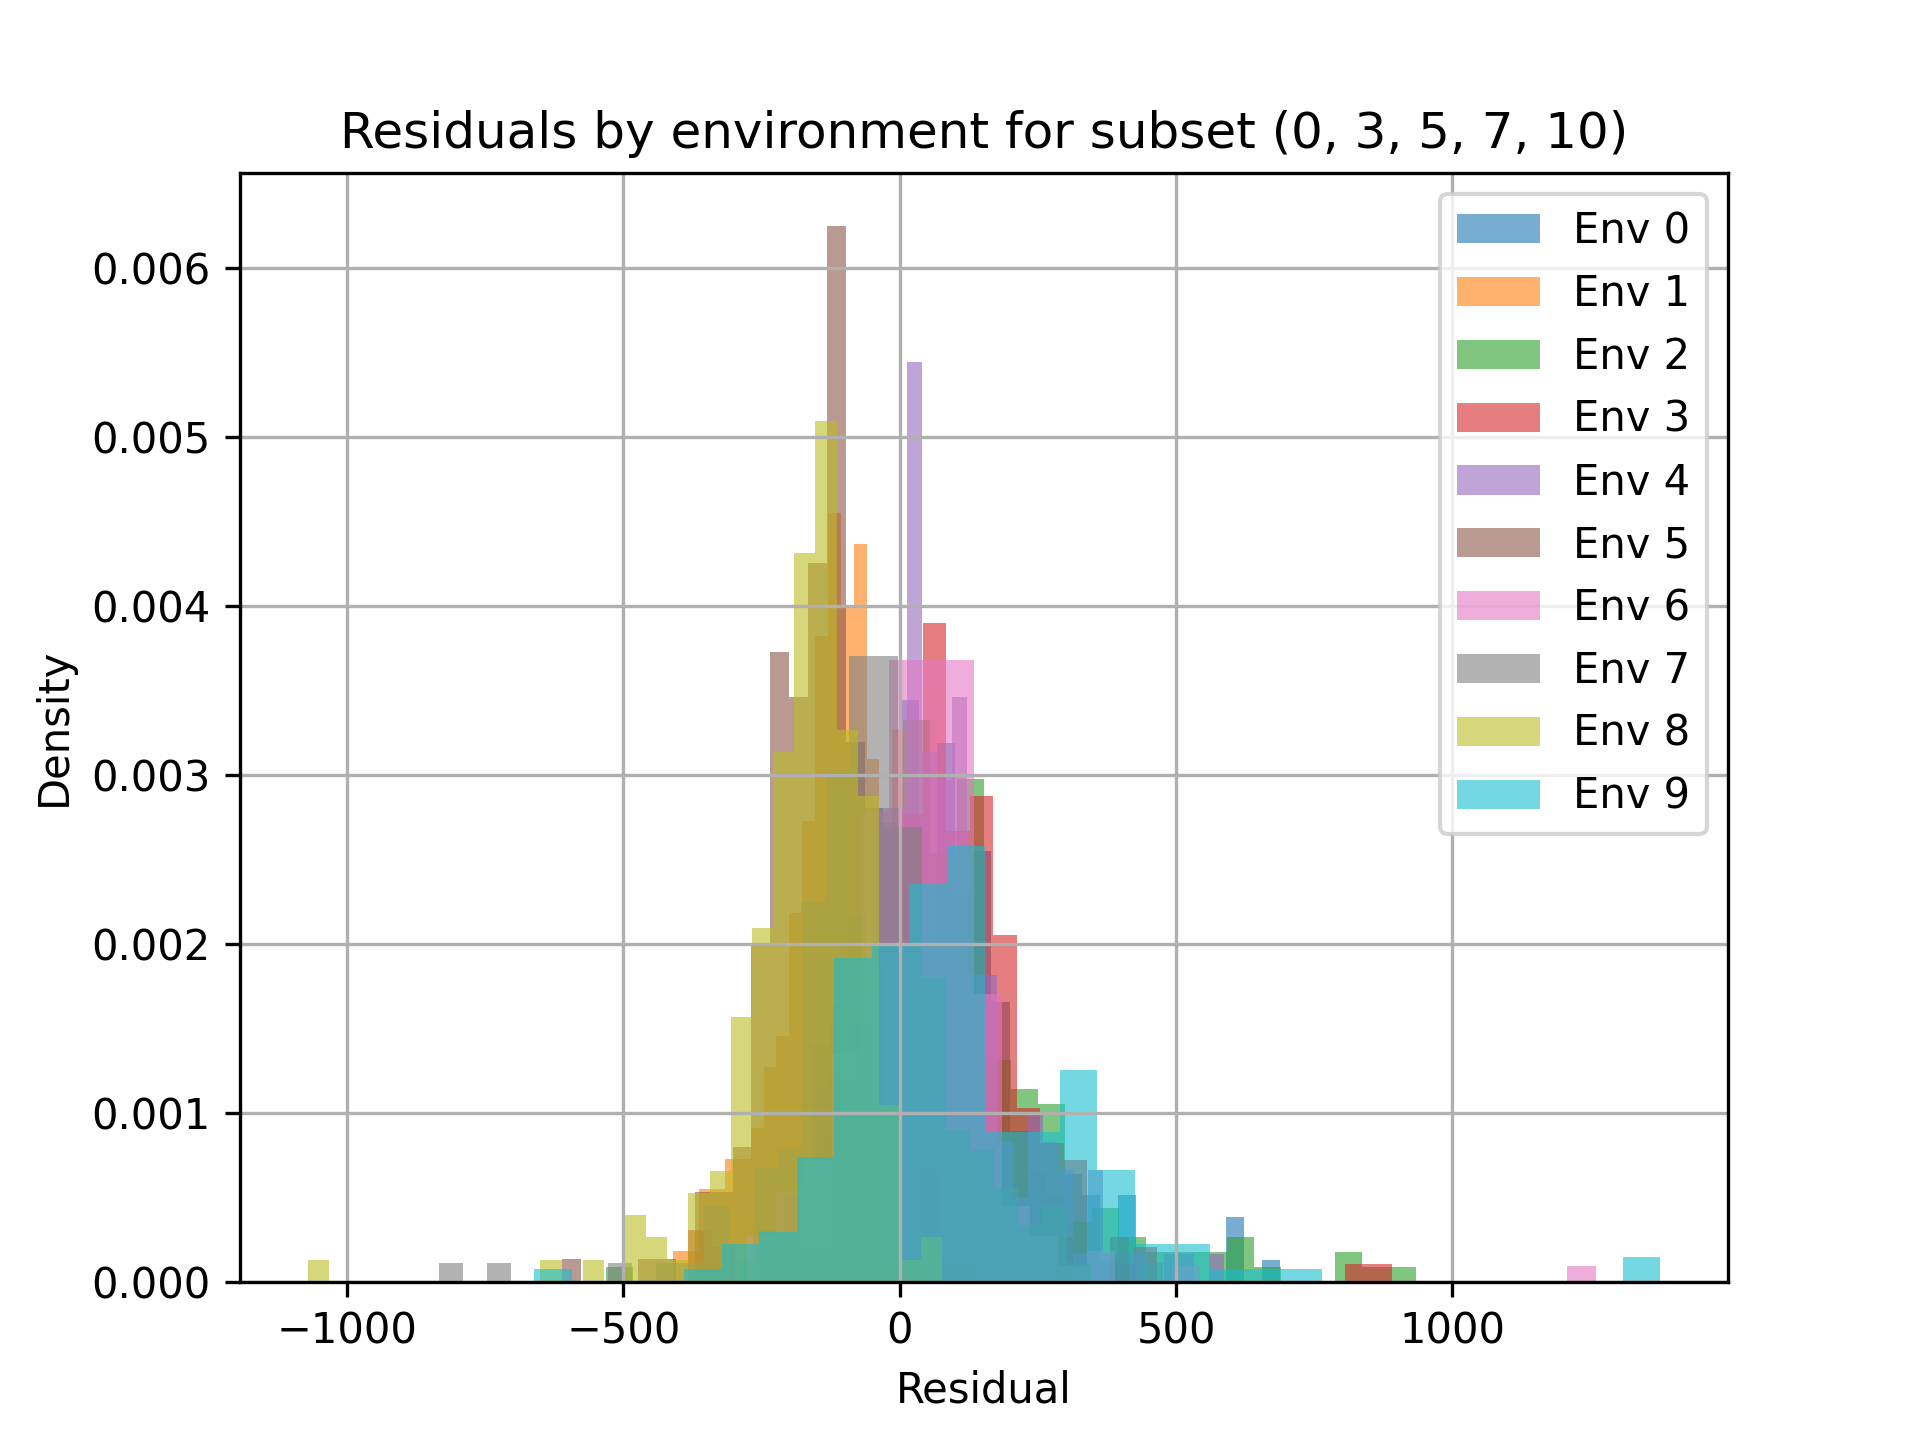 Residuals by environment for subset (0, 3, 5, 7, 10)
Env 0
Env 1
Env 2
Env 3
Env 4
Env 5
Env 6
Env 7
Env 8
Env 9
0.006
0.005
0.004
0.003
0.002
0.001
0.000
Density
−1000 −500 0 500 1000
Residual